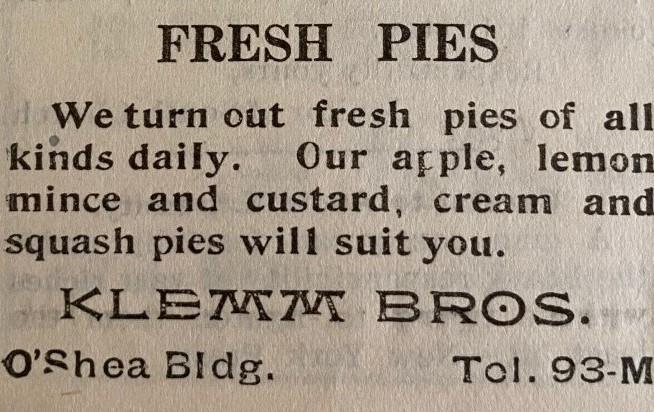 FRESH PIES
We turn out fresh pies of all
kinds daily. Our apple, lemon
mince and custard, cream and
squash pies will suit you.
KLEMM BROS.
O'Shea Bldg. Tel. 93-M